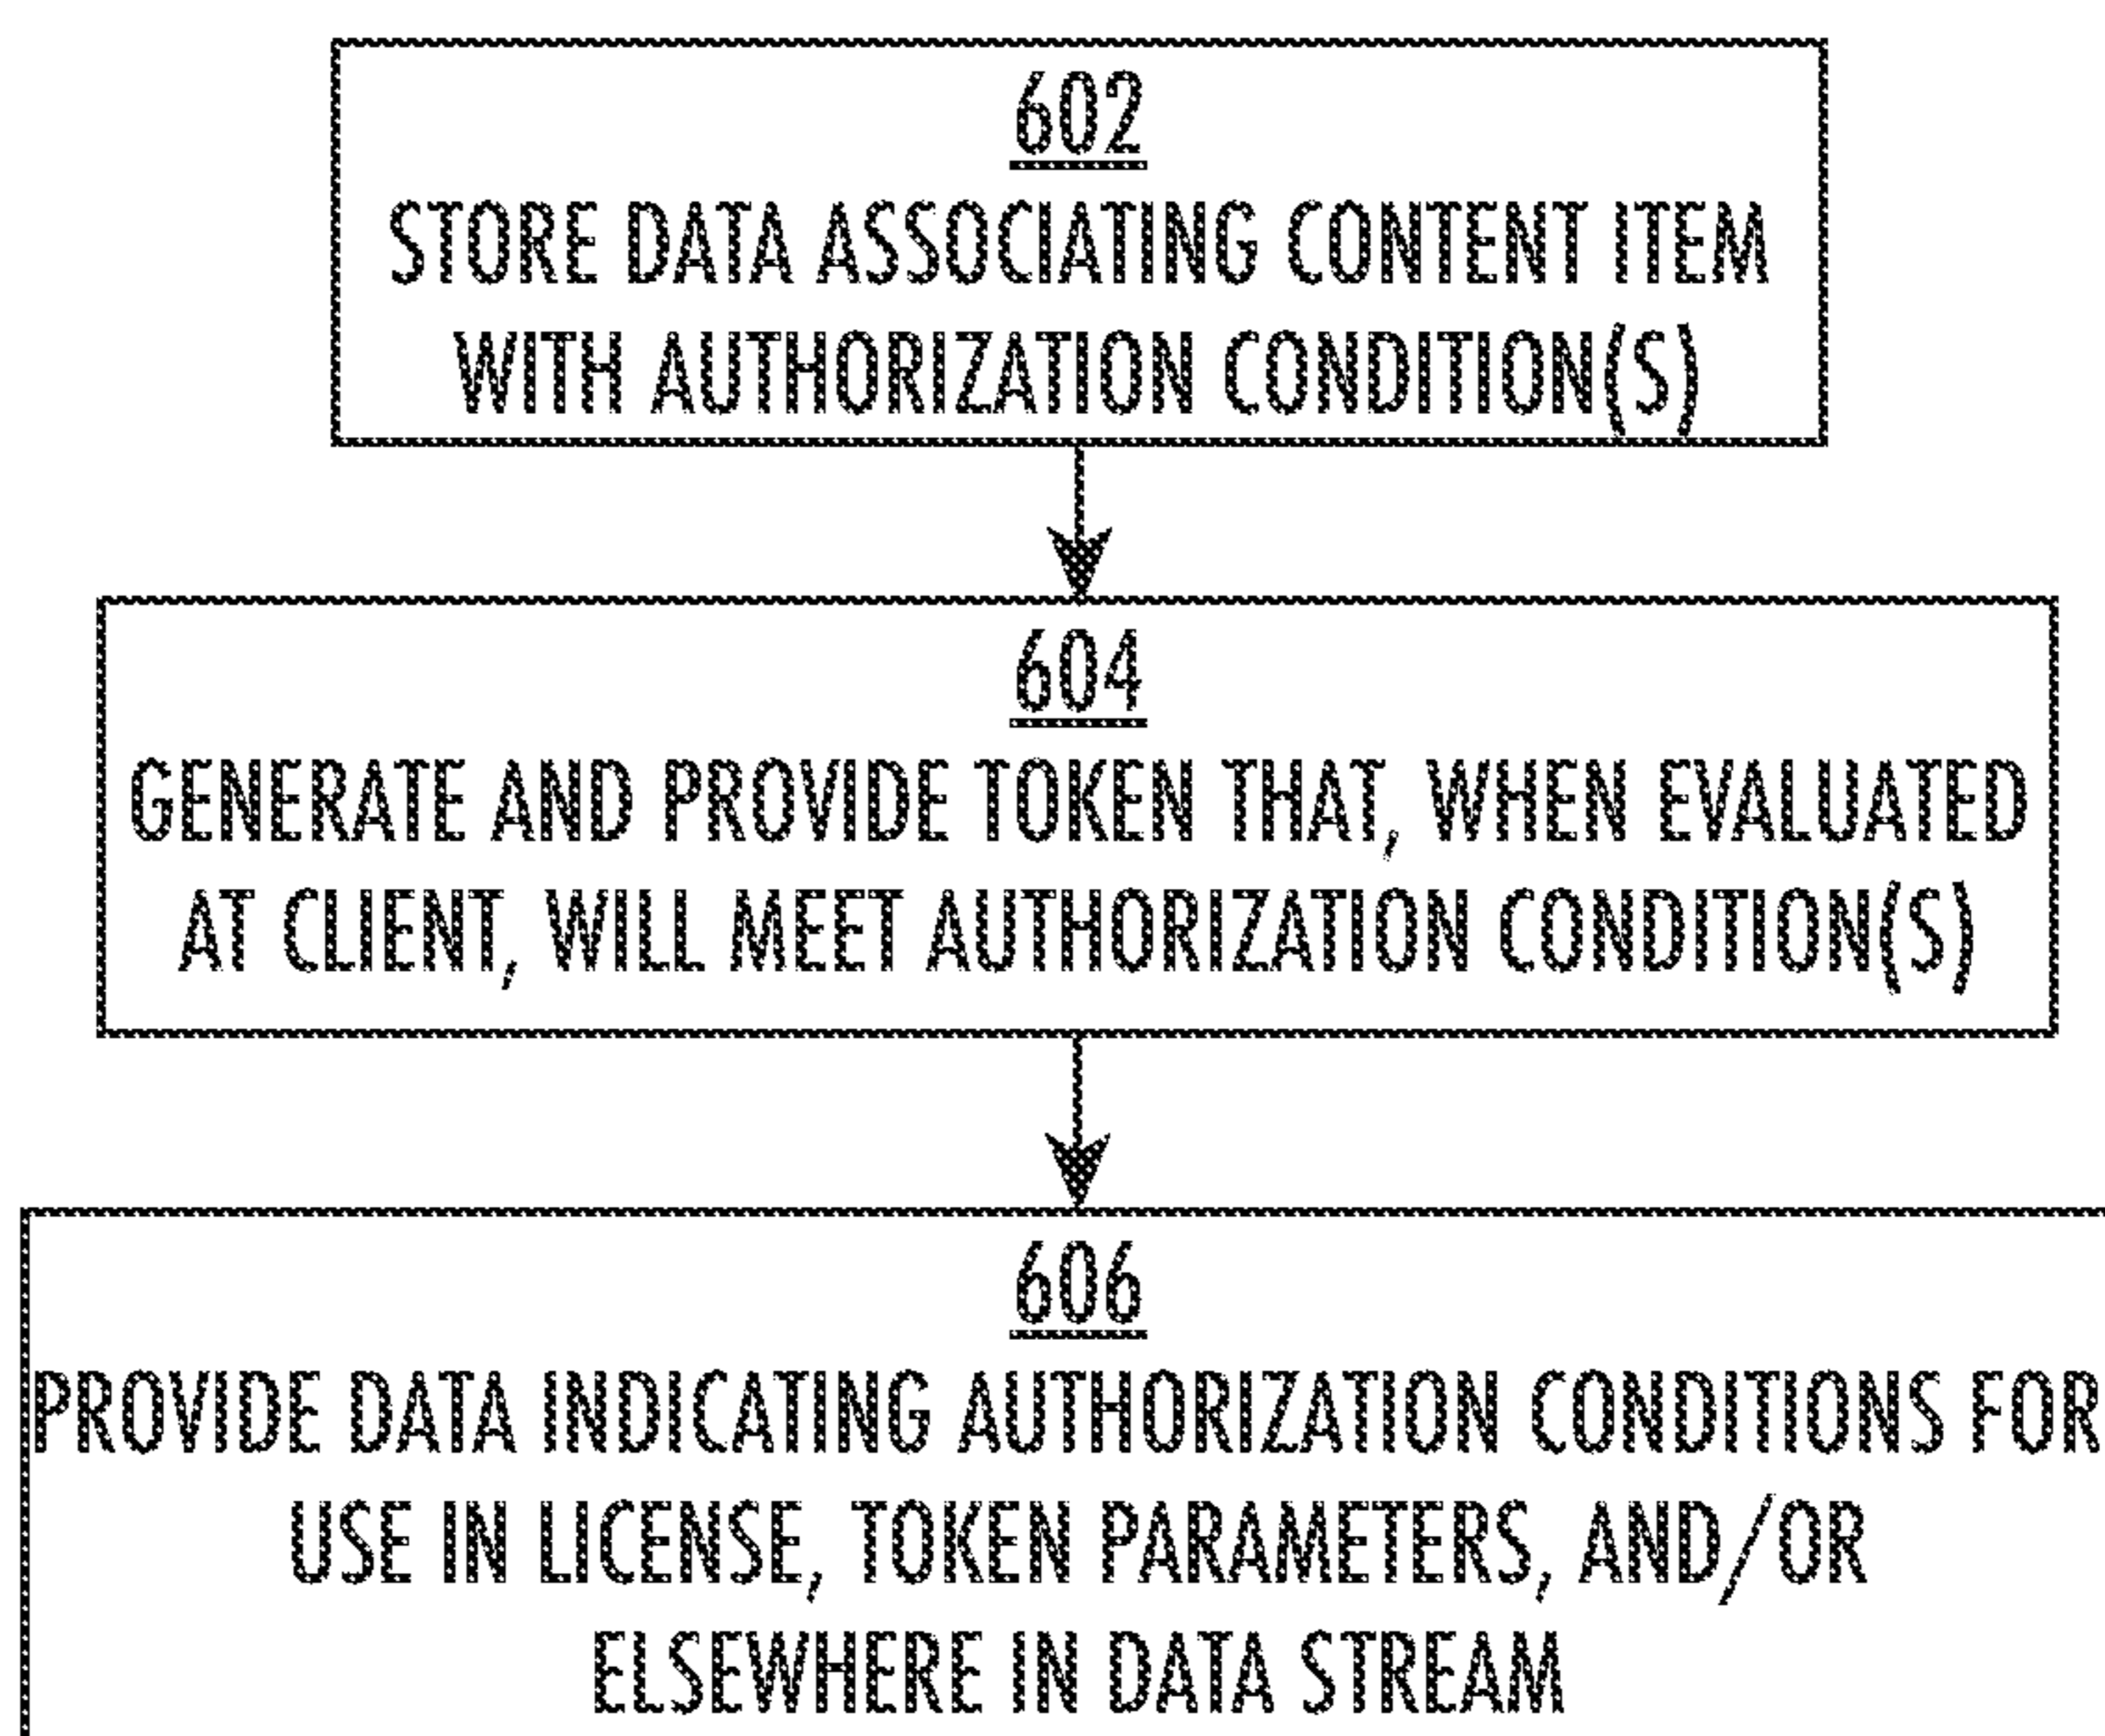 602
STORE DATA ASSOCIATING CONTENT ITEM
WITH AUTHORIZATION CONDITION(S)
604
GENERATE AND PROVIDE TOKEN THAT, WHEN EVALUATED
AT CLIENT, WILL MEET AUTHORIZATION CONDITION(S)
606
PROVIDE DATA INDICATING AUTHORIZATION CONDITIONS FOR
USE IN LICENSE, TOKEN PARAMETERS, AND/OR
ELSEWHERE IN DATA STREAM